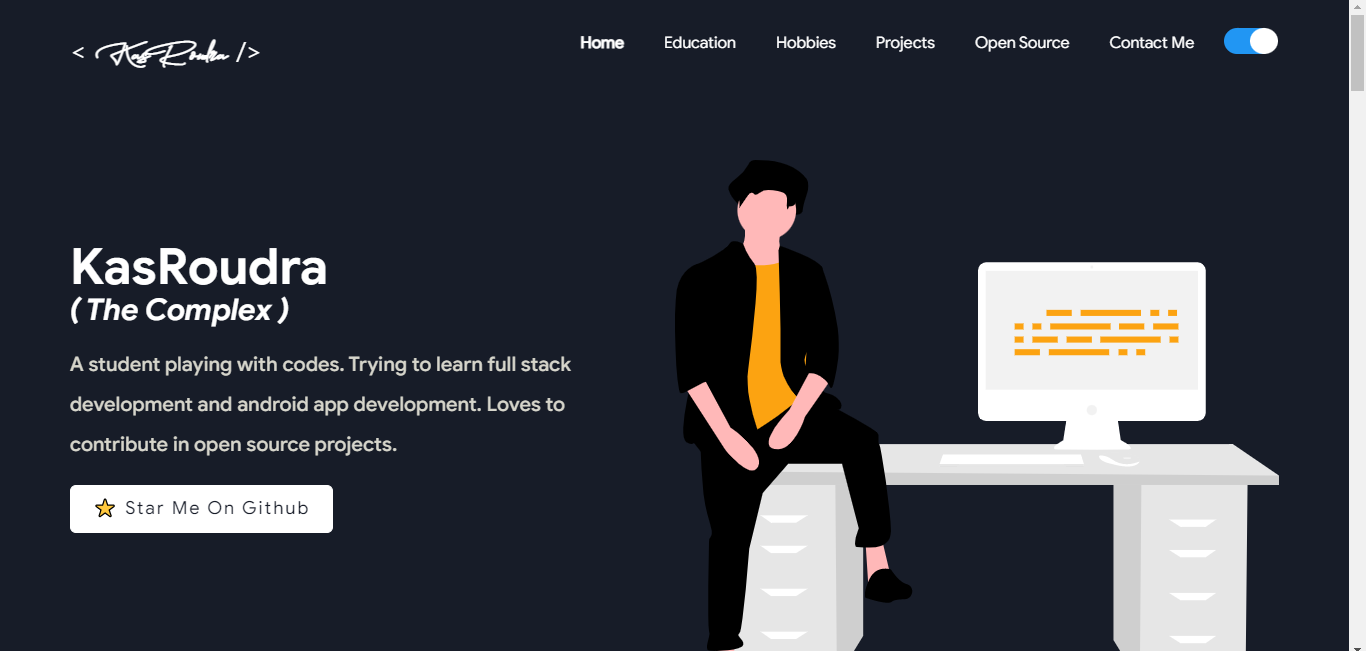 < KasRoudra />
Home Education Hobbies Projects Open Source Contact Me
KasRoudra
( The Complex )
A student playing with codes. Trying to learn full stack
development and android app development. Loves to
contribute in open source projects.
Star Me On Github